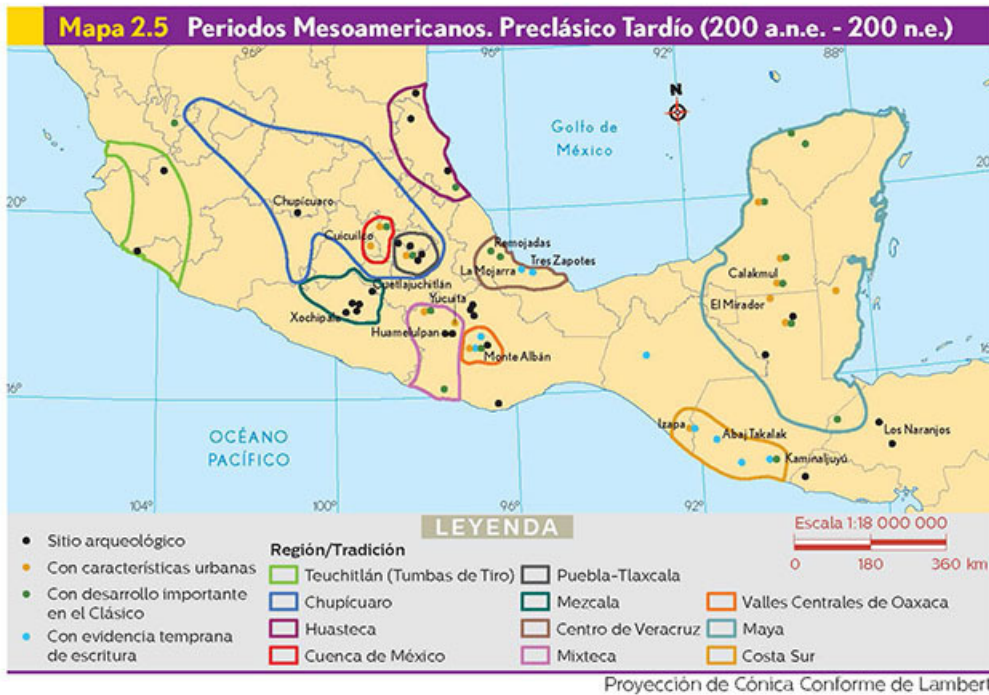 Mapa 2.5 Periodos Mesoamericanos. Preclásico Tardío (200 a.n.e. - 200 n.e.)
96°
96°
92°
88°
N
Golfo de
México
20°
20°
Chupícuaro
Cuicuilco
Remojadas
La Mojarra
Tres Zapotes
Cuetlajuchitlán
Yucuita
Xochipala
Huamelulpan
Monte Albán
Calakmul
El Mirador
16°
16
Izapa
Abaj Takalak
Kaminaljuyú
Los Naranjos
OCÉANO
PACÍFICO
104°
100°
96°
92°
LEYENDA
Sitio arqueológico
Con características urbanas
Con desarrollo importante
en el Clásico
Con evidencia temprana
de escritura
Región/Tradición
Teuchitlán (Tumbas de Tiro)
Chupícuaro
Huasteca
Cuenca de México
Puebla-Tlaxcala
Mezcala
Centro de Veracruz
Mixteca
Valles Centrales de Oaxaca
Maya
Costa Sur
Escala 1:18 000 000
0 180 360 km
Proyección de Cónica Conforme de Lambert